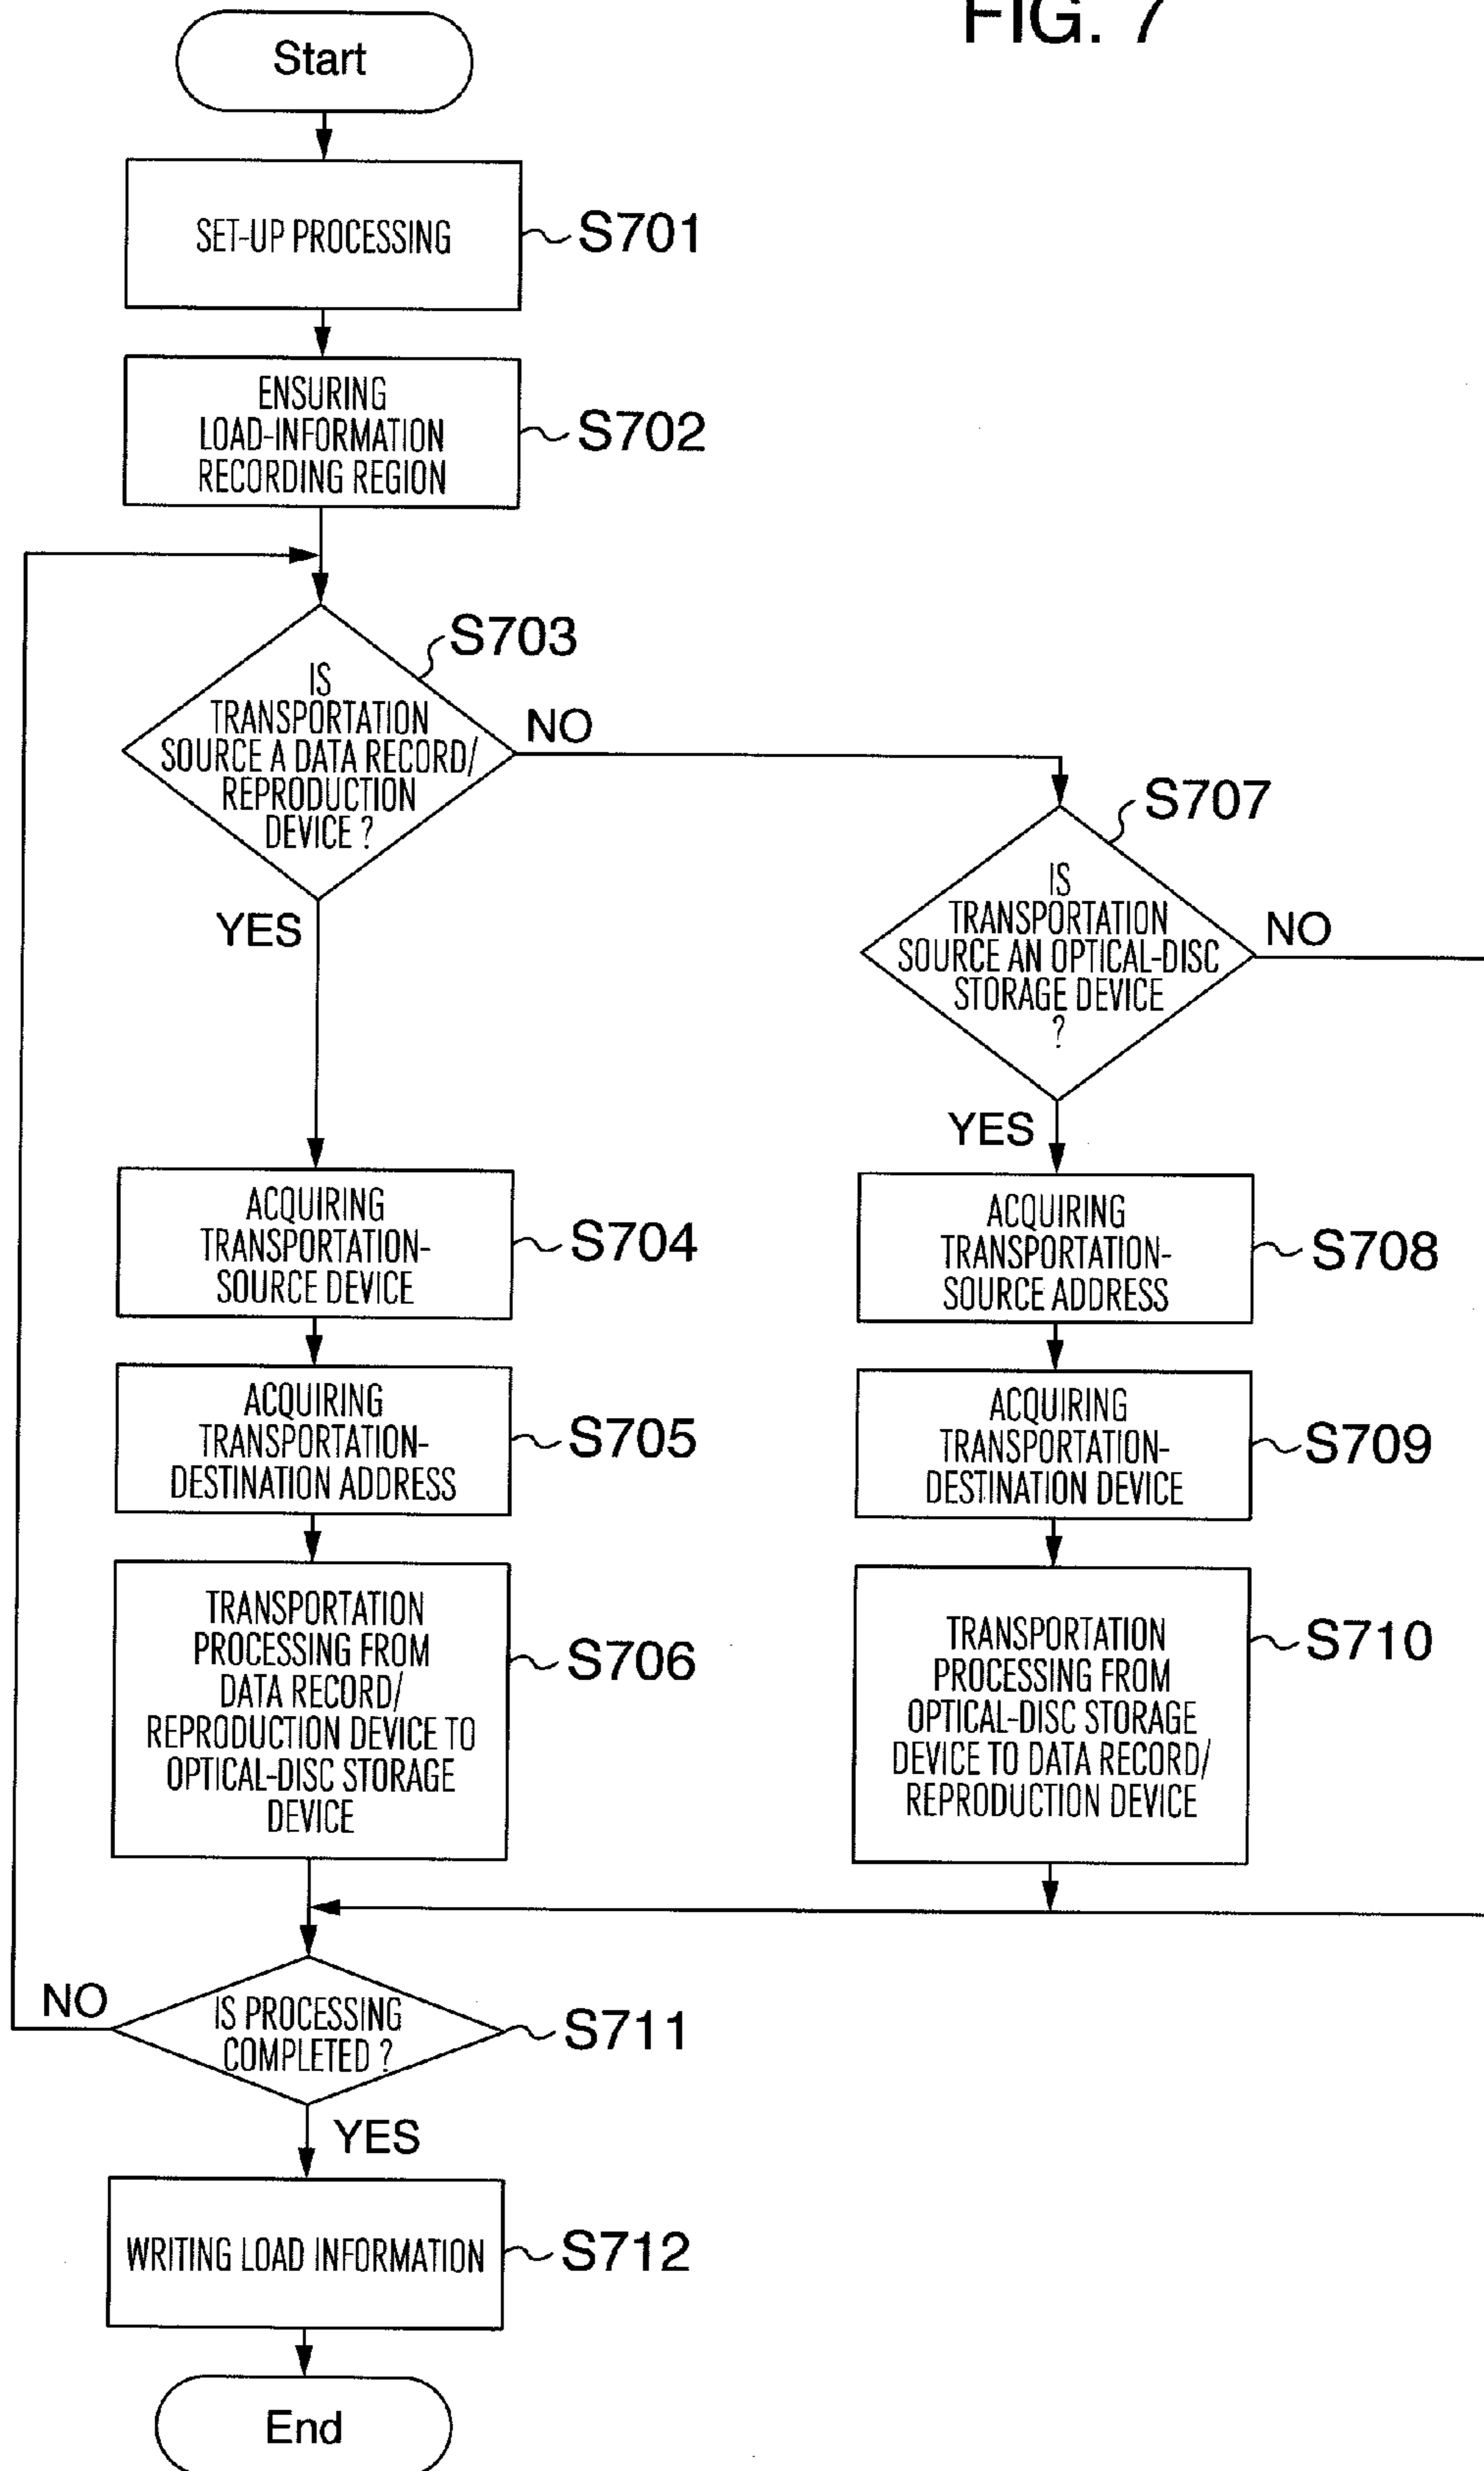 FIG. 7
Start
SET-UP PROCESSING
S701
ENSURING
LOAD-INFORMATION
RECORDING REGION
S702
S703
IS
TRANSPORTATION
SOURCE A DATA RECORD/
REPRODUCTION
DEVICE ?
NO
YES
S707
IS
TRANSPORTATION
SOURCE AN OPTICAL-DISC
STORAGE DEVICE
?
NO
YES
ACQUIRING
TRANSPORTATION-
SOURCE DEVICE
S704
ACQUIRING
TRANSPORTATION-
SOURCE ADDRESS
S708
ACQUIRING
TRANSPORTATION-
DESTINATION ADDRESS
S705
ACQUIRING
TRANSPORTATION-
DESTINATION DEVICE
S709
TRANSPORTATION
PROCESSING FROM
DATA RECORD/
REPRODUCTION DEVICE TO
OPTICAL-DISC STORAGE
DEVICE
S706
TRANSPORTATION
PROCESSING FROM
OPTICAL-DISC STORAGE
DEVICE TO DATA RECORD/
REPRODUCTION DEVICE
S710
NO
IS PROCESSING
COMPLETED ?
S711
YES
WRITING LOAD INFORMATION
S712
End